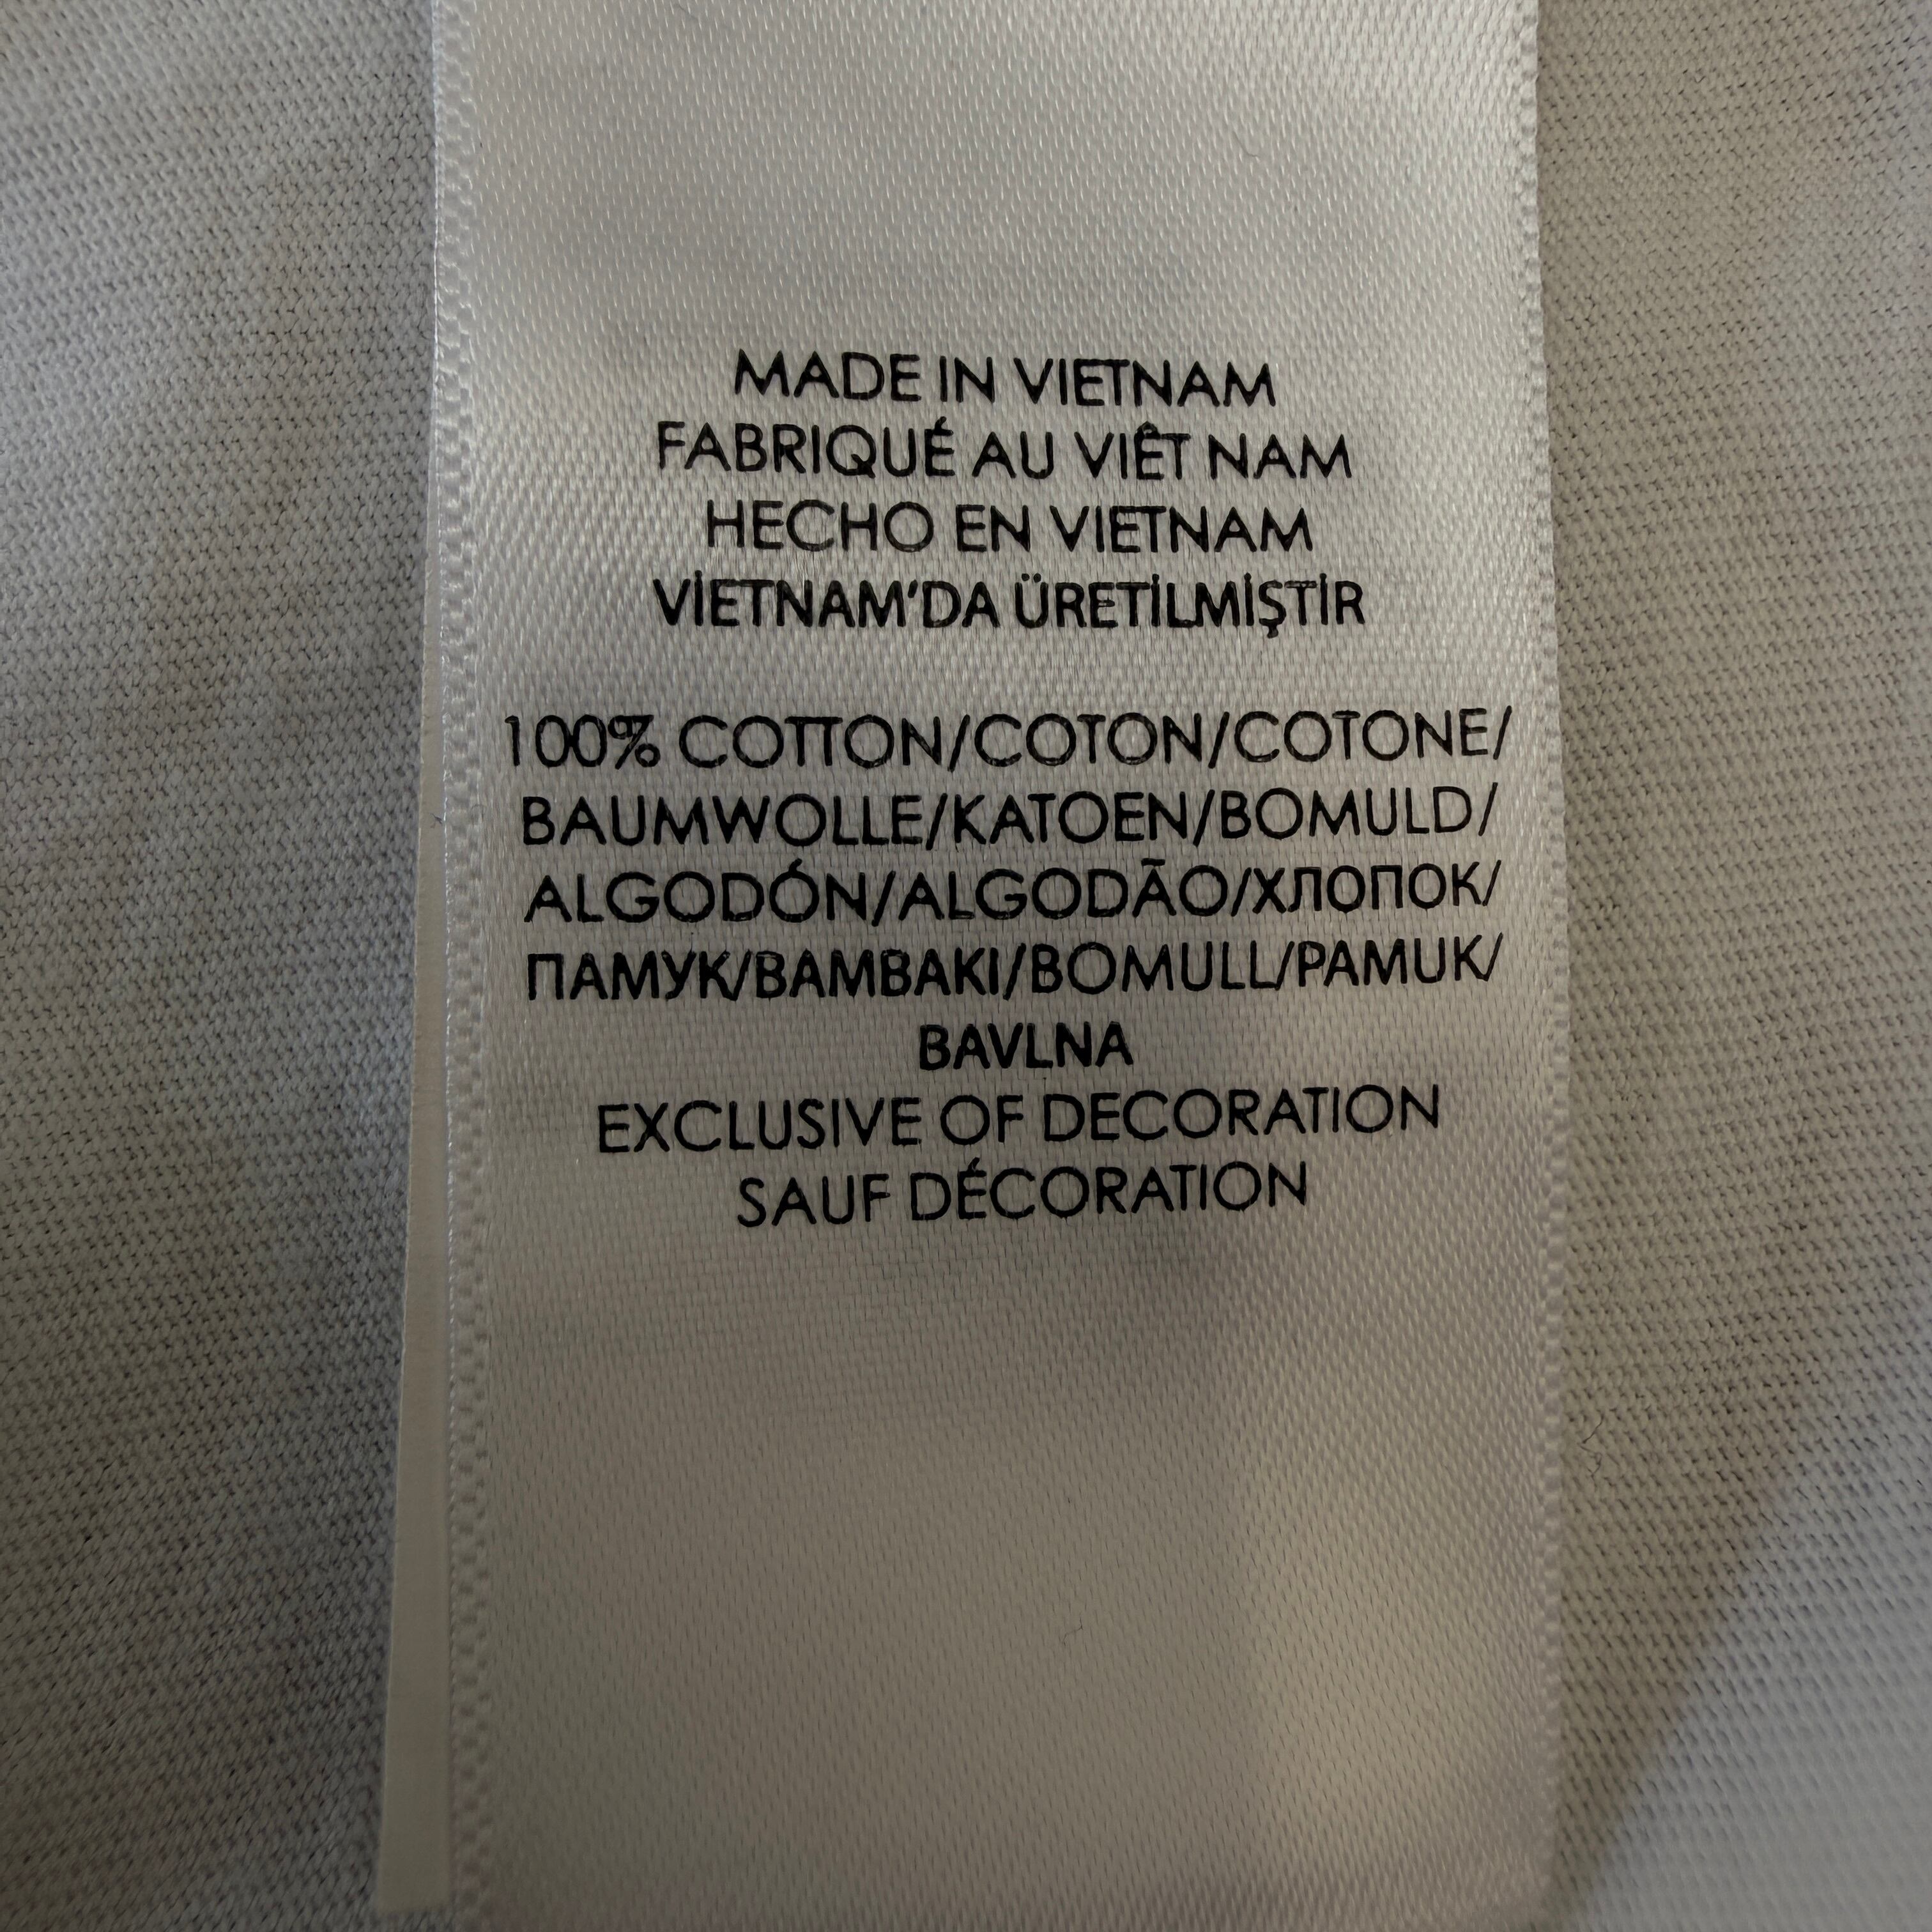 MADE IN VIETNAM
FABRIQUÉ AU VIÊT NAM
HECHO EN VIETNAM
VİETNAM'DA ÜRETİLMİŞTİR
100% COTTON/COTON/COTONE/
BAUMWOLLE/KATOEN/BOMULD/
ALGODÓN/ALGODÃO/ХЛОПОК/
ПАМУК/BAMBAKI/BOMULL/PAMUK/
BAVLNA
EXCLUSIVE OF DECORATION
SAUF DÉCORATION